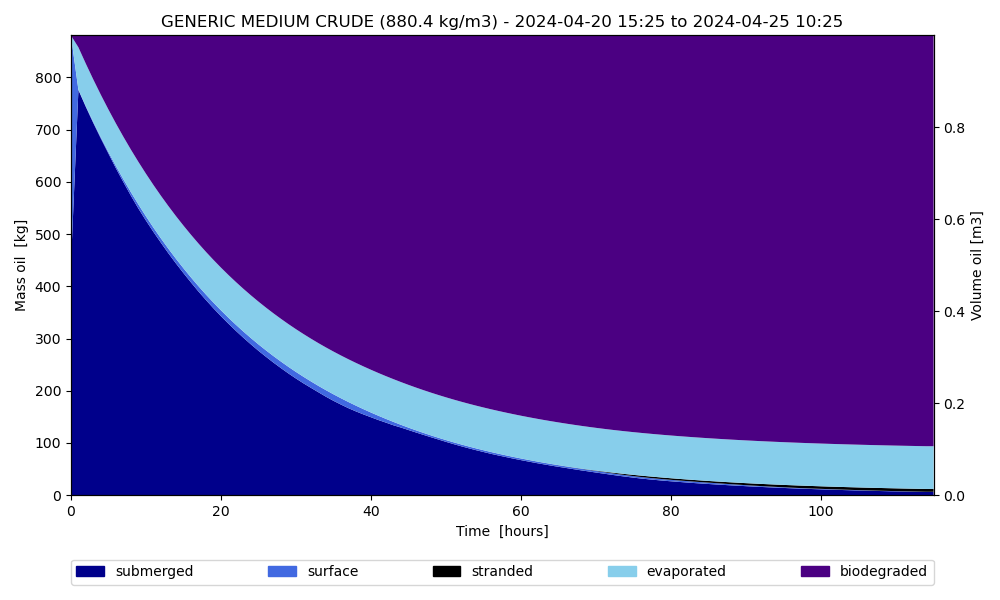 GENERIC MEDIUM CRUDE (880.4 kg/m3) - 2024-04-20 15:25 to 2024-04-25 10:25
Mass oil [kg]
800
700
600
500
400
300
200
100
0
0.8
0.6
0.4
0.2
0.0
Volume oil [m3]
0 20 40 60 80 100
Time [hours]
submerged surface stranded evaporated biodegraded